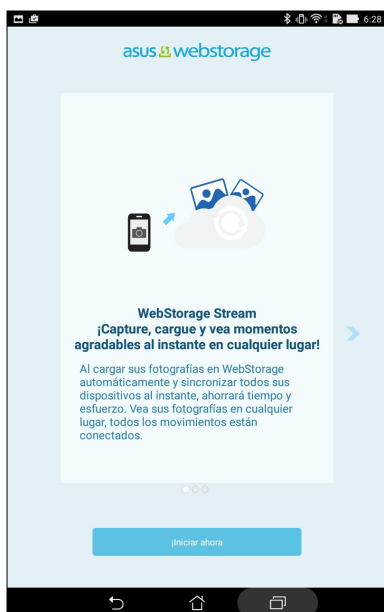 6:28
asus webstorage
WebStorage Stream
¡Capture, cargue y vea momentos
agradables al instante en cualquier lugar!
Al cargar sus fotografías en WebStorage
automáticamente y sincronizar todos sus
dispositivos al instante, ahorrará tiempo y
esfuerzo. Vea sus fotografías en cualquier
lugar, todos los movimientos están
conectados.
¡Iniciar ahora